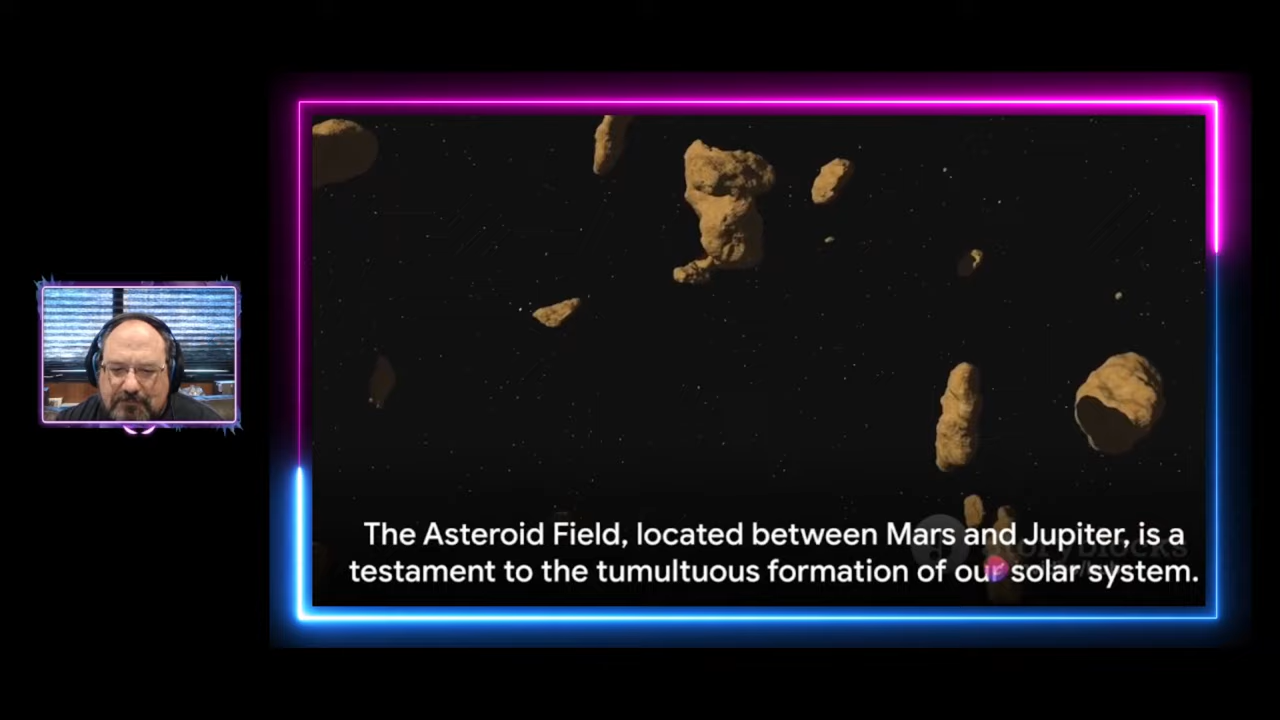 The Asteroid Field, located between Mars and Jupiter, is a
testament to the tumultuous formation of our solar system.